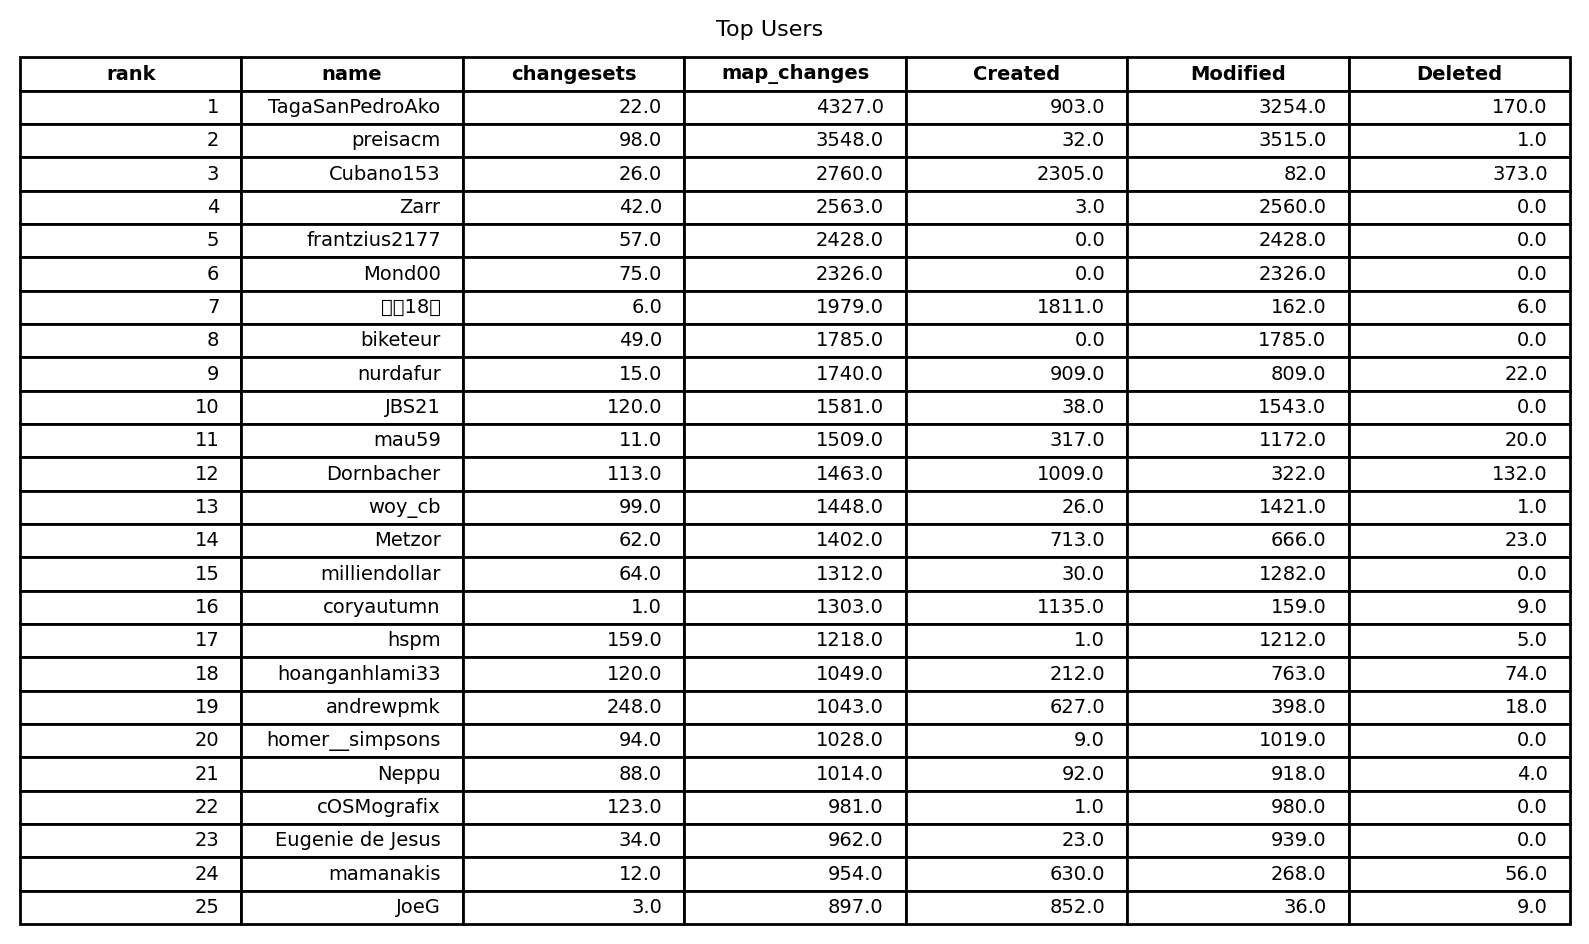 Top Users
rank name changesets map_changes Created Modified Deleted
1 TagaSanPedroAko 22.0 4327.0 903.0 3254.0 170.0
2 preisacm 98.0 3548.0 32.0 3515.0 1.0
3 Cubano153 26.0 2760.0 2305.0 82.0 373.0
4 Zarr 42.0 2563.0 3.0 2560.0 0.0
5 frantzius2177 57.0 2428.0 0.0 2428.0 0.0
6 Mond00 75.0 2326.0 0.0 2326.0 0.0
7 18 6.0 1979.0 1811.0 162.0 6.0
8 biketeur 49.0 1785.0 0.0 1785.0 0.0
9 nurdafur 15.0 1740.0 909.0 809.0 22.0
10 JBS21 120.0 1581.0 38.0 1543.0 0.0
11 mau59 11.0 1509.0 317.0 1172.0 20.0
12 Dornbacher 113.0 1463.0 1009.0 322.0 132.0
13 woy_cb 99.0 1448.0 26.0 1421.0 1.0
14 Metzor 62.0 1402.0 713.0 666.0 23.0
15 milliendollar 64.0 1312.0 30.0 1282.0 0.0
16 coryautumn 1.0 1303.0 1135.0 159.0 9.0
17 hspm 159.0 1218.0 1.0 1212.0 5.0
18 hoanganhlami33 120.0 1049.0 212.0 763.0 74.0
19 andrewpmk 248.0 1043.0 627.0 398.0 18.0
20 homer__simpsons 94.0 1028.0 9.0 1019.0 0.0
21 Neppu 88.0 1014.0 92.0 918.0 4.0
22 cOSMografix 123.0 981.0 1.0 980.0 0.0
23 Eugenie de Jesus 34.0 962.0 23.0 939.0 0.0
24 mamanakis 12.0 954.0 630.0 268.0 56.0
25 JoeG 3.0 897.0 852.0 36.0 9.0